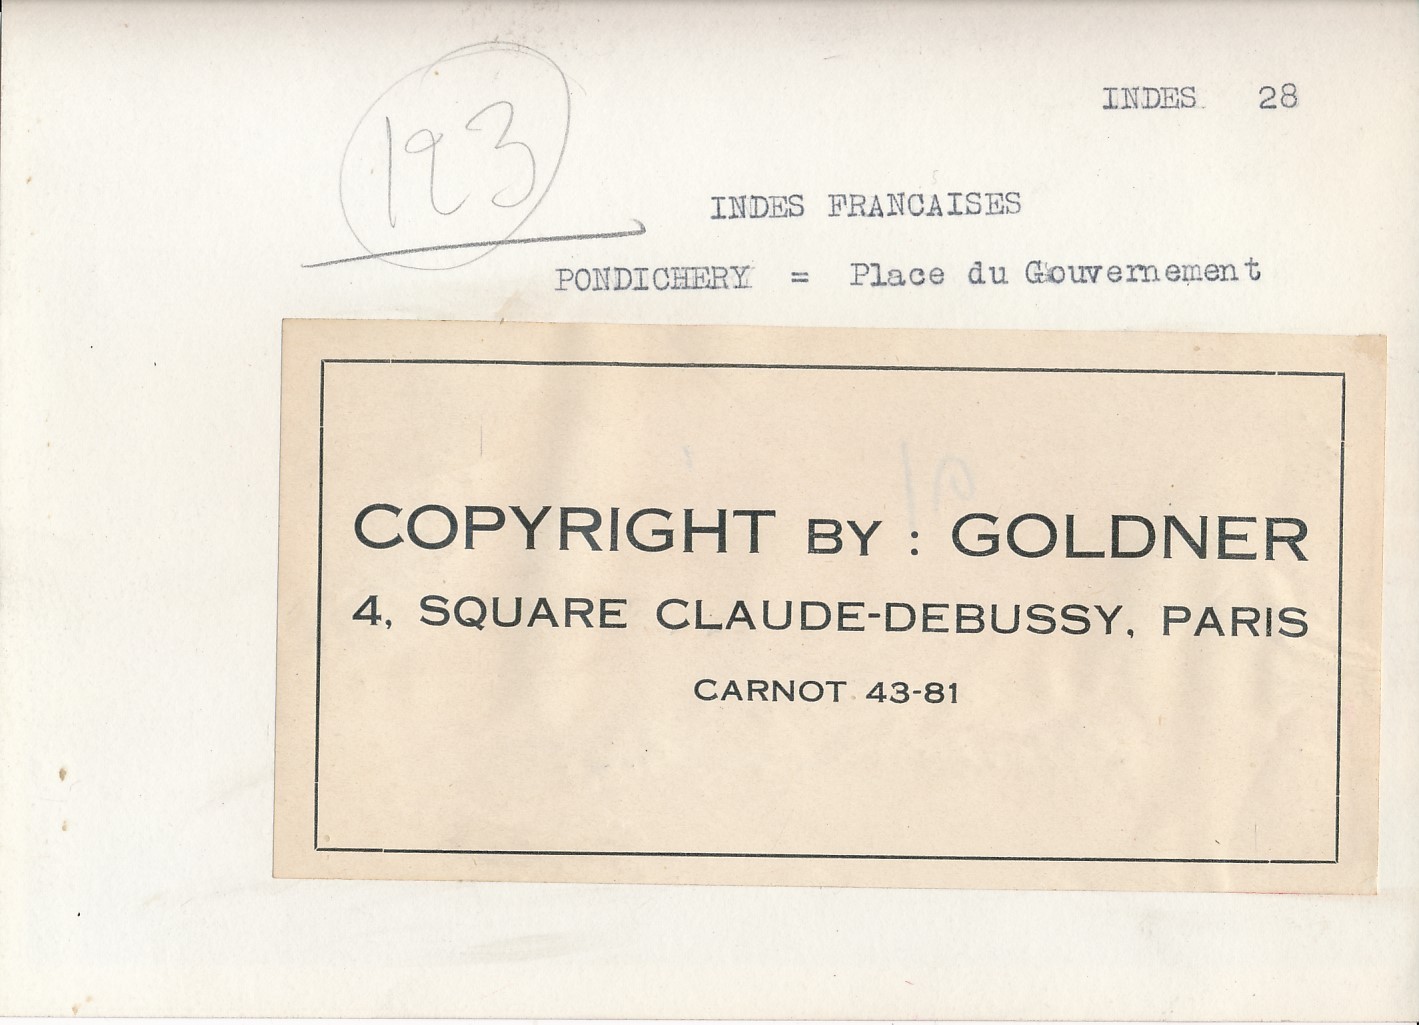 193
INDES 28
INDES FRANCAISES
PONDICHERY = Place du Gouvernement
COPYRIGHT BY : GOLDNER
4, SQUARE CLAUDE-DEBUSSY, PARIS
CARNOT 43-81